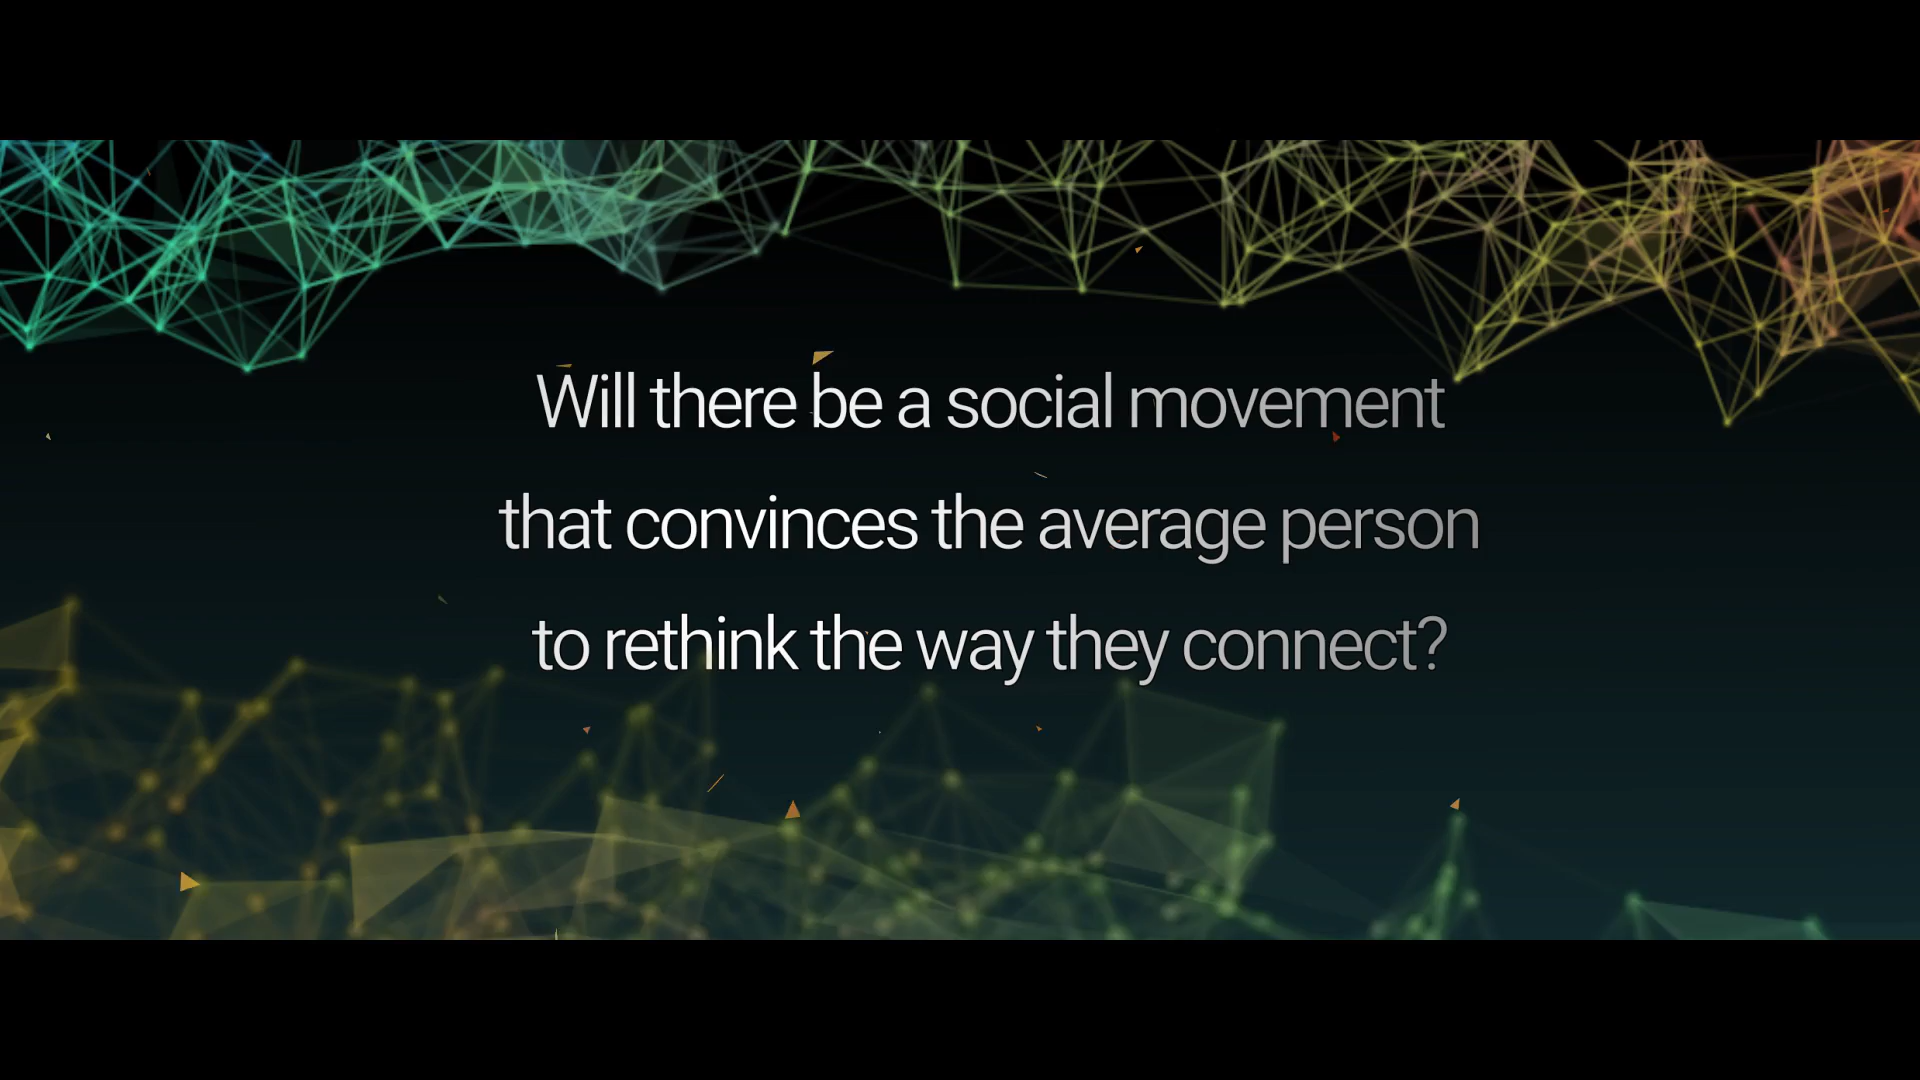 Will there be a social movement
that convinces the average person
to rethink the way they connect?